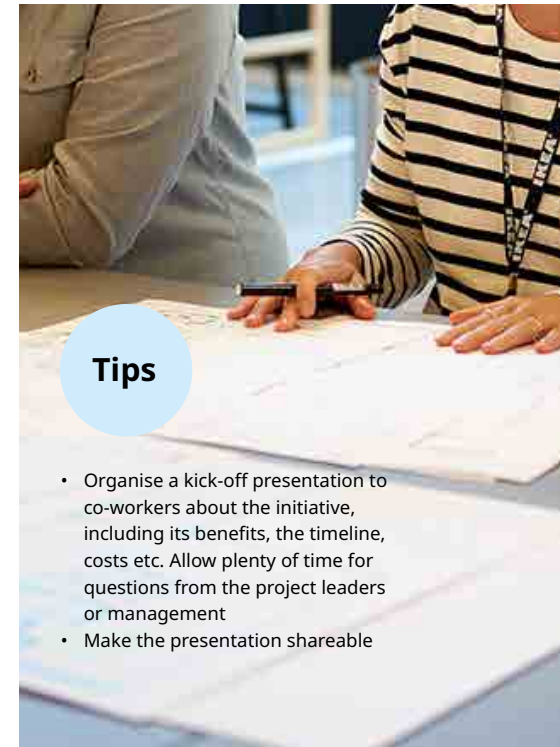 IKEA
Tips
• Organise a kick-off presentation to
co-workers about the initiative,
including its benefits, the timeline,
costs etc. Allow plenty of time for
questions from the project leaders
or management
• Make the presentation shareable